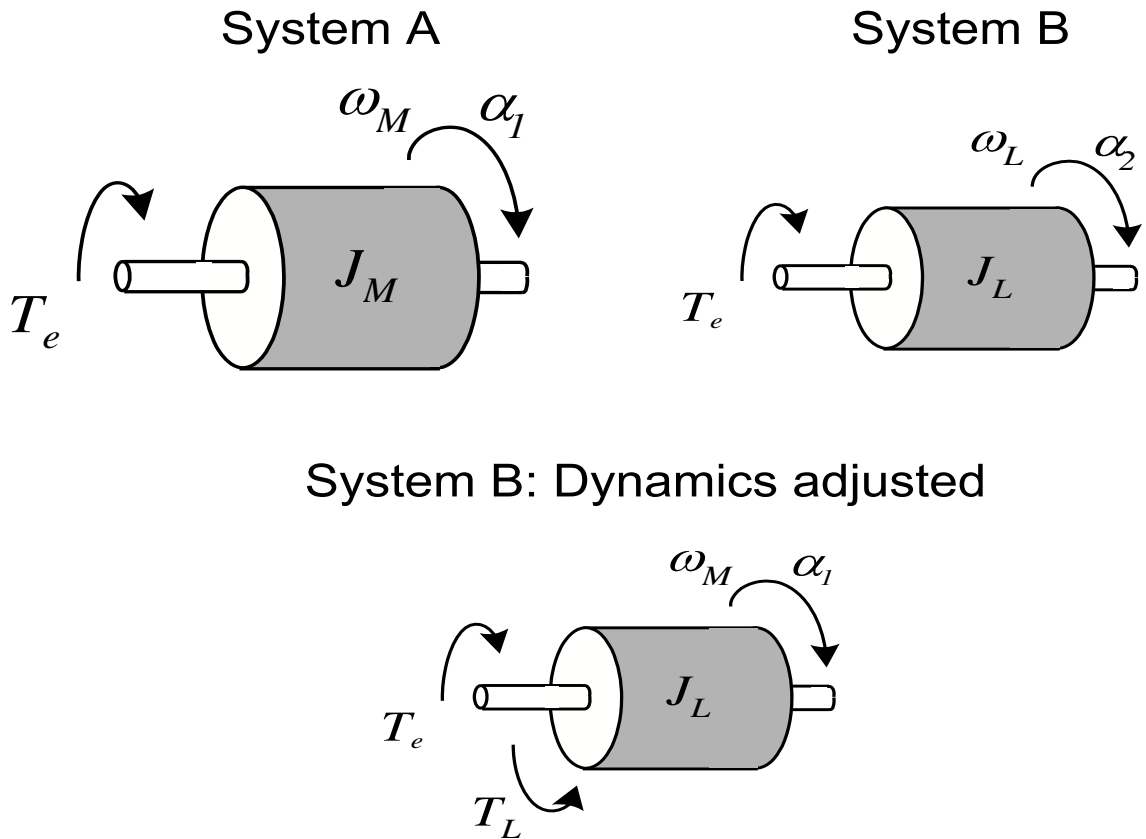 System A
System B
ω_M α_1
ω_L α_2
J_M
J_L
T_e
T_e
System B: Dynamics adjusted
ω_M α_1
J_L
T_e
T_L